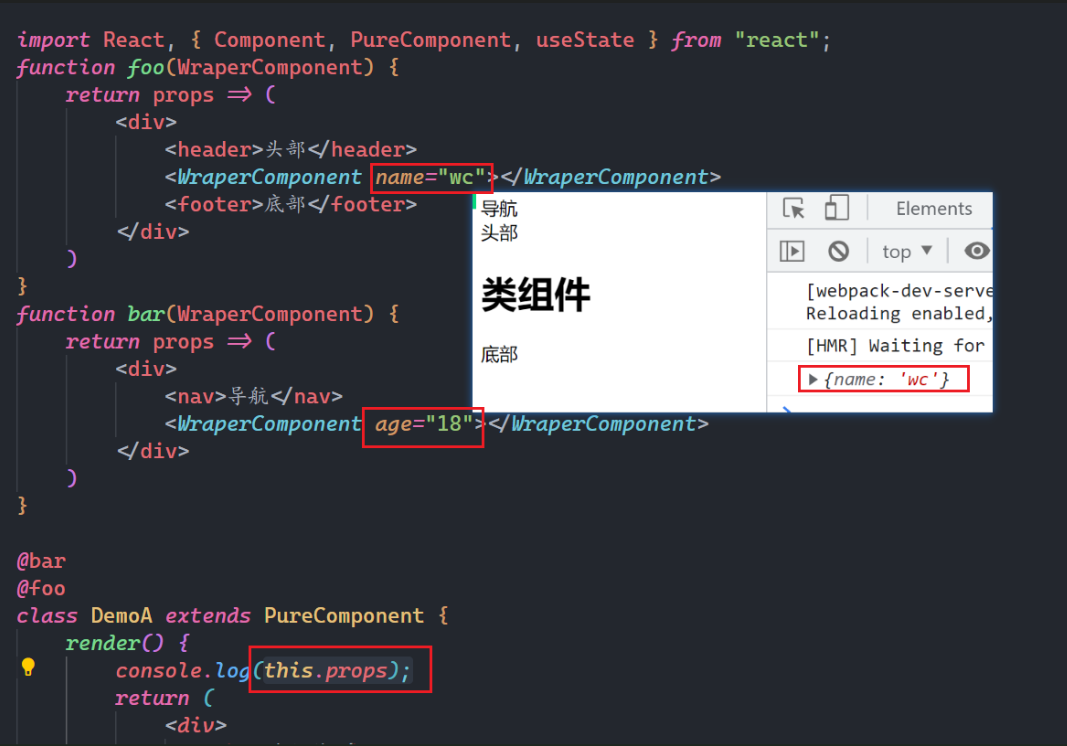 import React, { Component, PureComponent, useState } from "react";
function foo(WraperComponent) {
return props => (
<div>
<header>头部</header>
<WraperComponent name="wc"></WraperComponent>
<footer>底部</footer>
</div>
)
}
function bar(WraperComponent) {
return props => (
<div>
<nav>导航</nav>
<WraperComponent age="18"></WraperComponent>
</div>
)
}
@bar
@foo
class DemoA extends PureComponent {
render() {
console.log(this.props);
return (
<div>
导航
头部
类组件
底部
Elements
top
[webpack-dev-serve
Reloading enabled,
[HMR] Waiting for
{name: 'wc'}